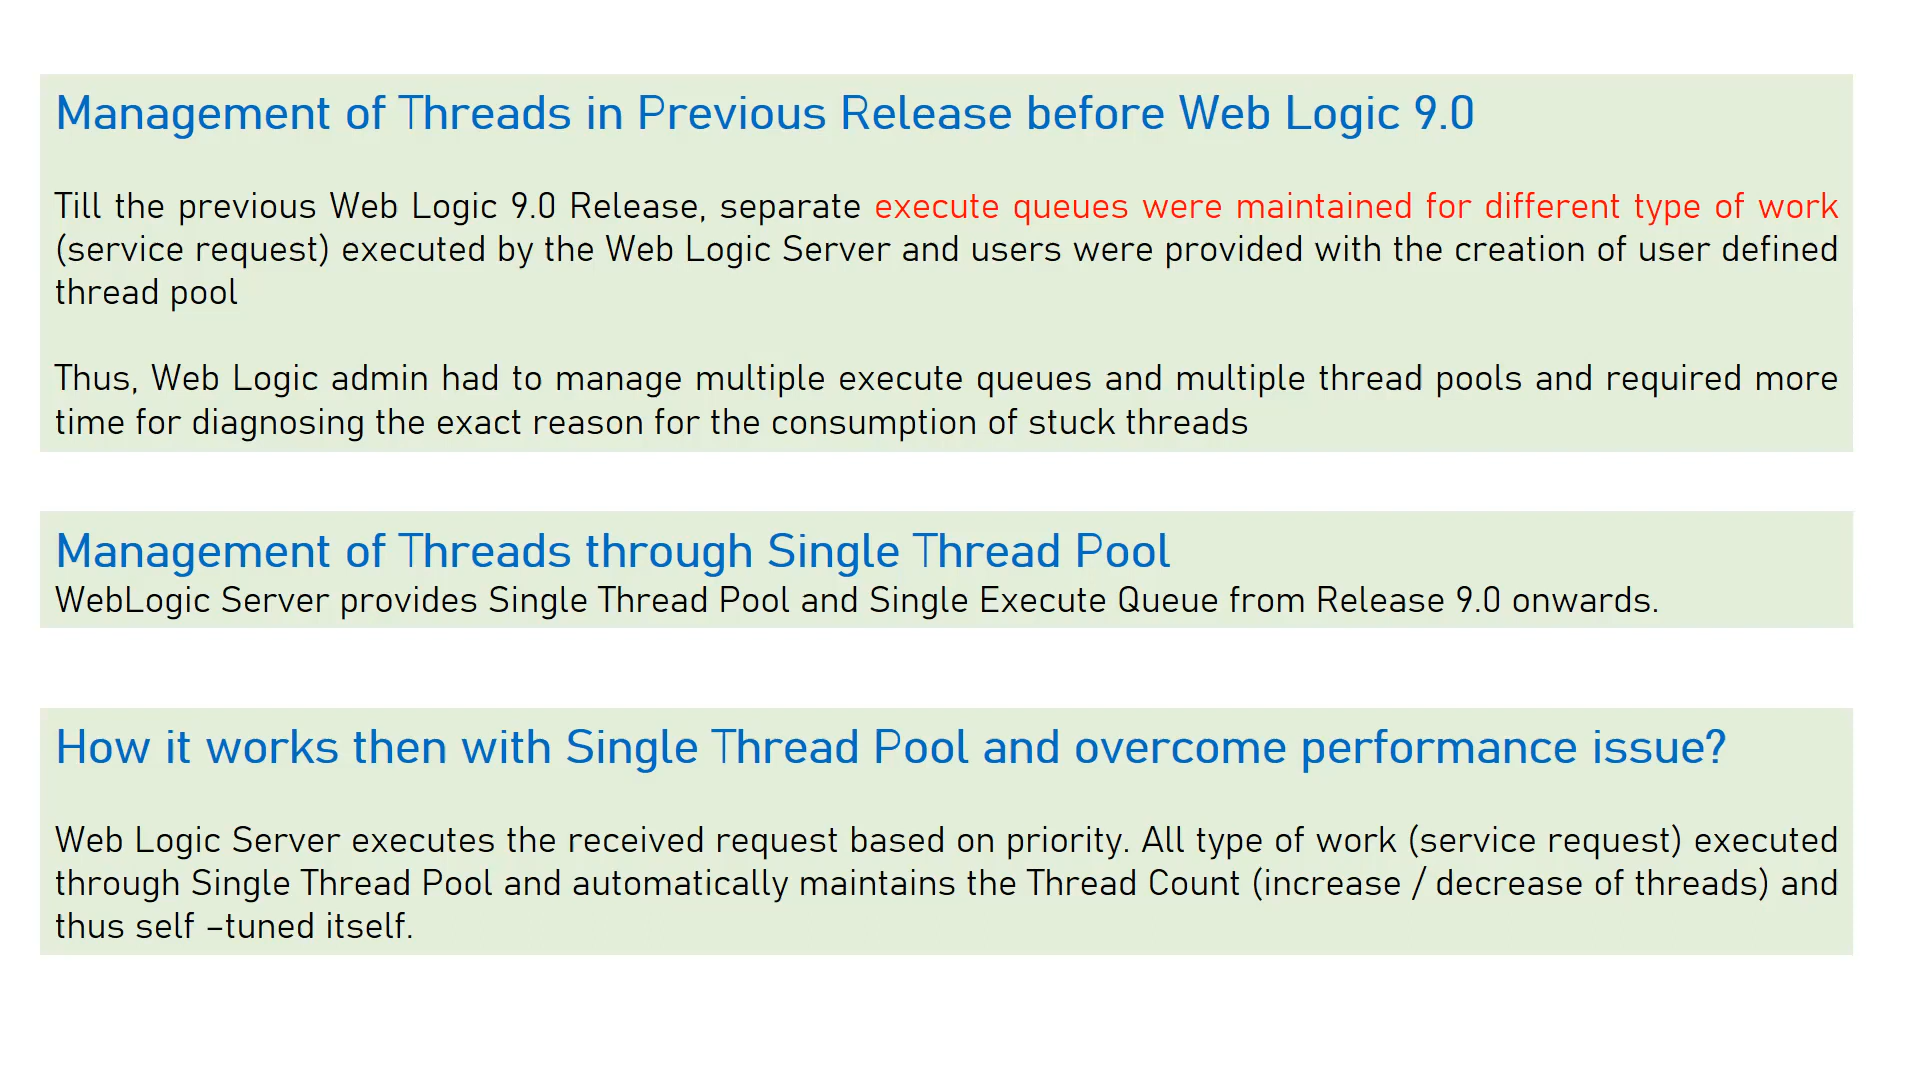 Management of Threads in Previous Release before Web Logic 9.0
Till the previous Web Logic 9.0 Release, separate execute queues were maintained for different type of work
(service request) executed by the Web Logic Server and users were provided with the creation of user defined
thread pool
Thus, Web Logic admin had to manage multiple execute queues and multiple thread pools and required more
time for diagnosing the exact reason for the consumption of stuck threads
Management of Threads through Single Thread Pool
WebLogic Server provides Single Thread Pool and Single Execute Queue from Release 9.0 onwards.
How it works then with Single Thread Pool and overcome performance issue?
Web Logic Server executes the received request based on priority. All type of work (service request) executed
through Single Thread Pool and automatically maintains the Thread Count (increase / decrease of threads) and
thus self –tuned itself.